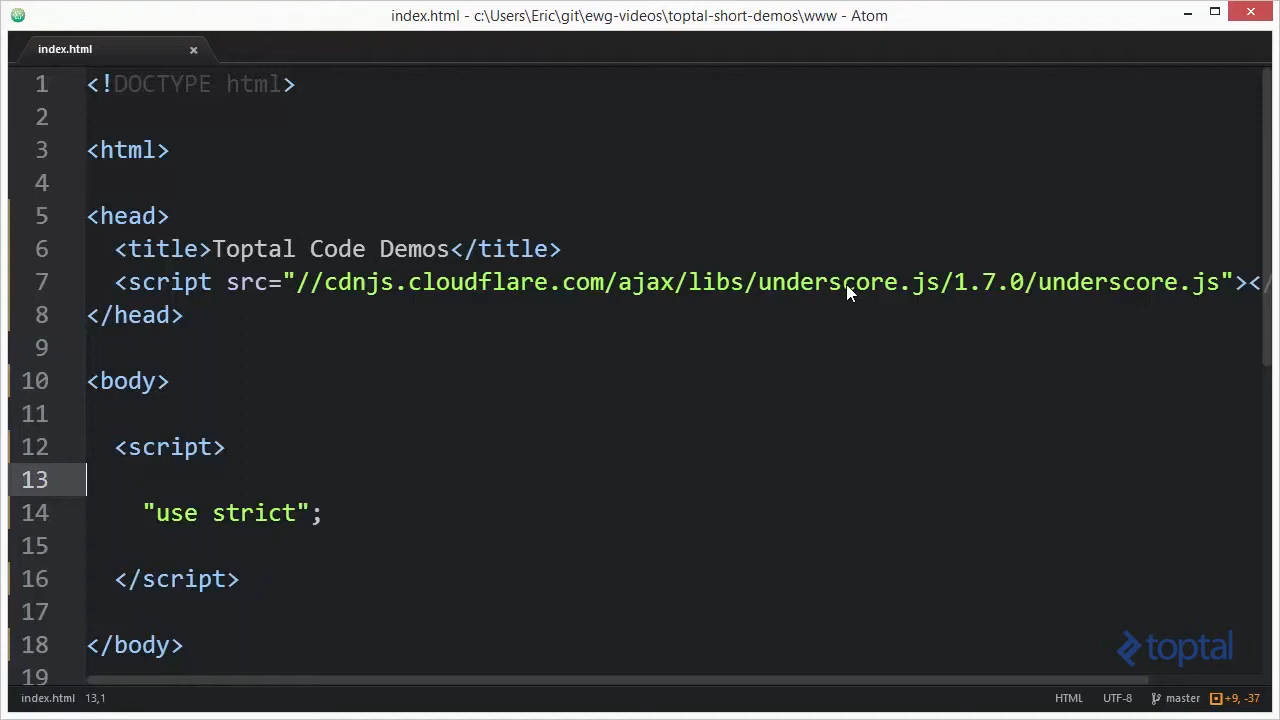 index.html - c:\Users\Eric\git\ewg-videos\toptal-short-demos\www - Atom
index.html
1 <!DOCTYPE html>
2
3 <html>
4
5 <head>
6 <title>Toptal Code Demos</title>
7 <script src="//cdnjs.cloudflare.com/ajax/libs/underscore.js/1.7.0/underscore.js"></
8 </head>
9
10 <body>
11
12 <script>
13
14 "use strict";
15
16 </script>
17
18 </body>
19
toptal
index.html 13,1 HTML UTF-8 master +9, -37